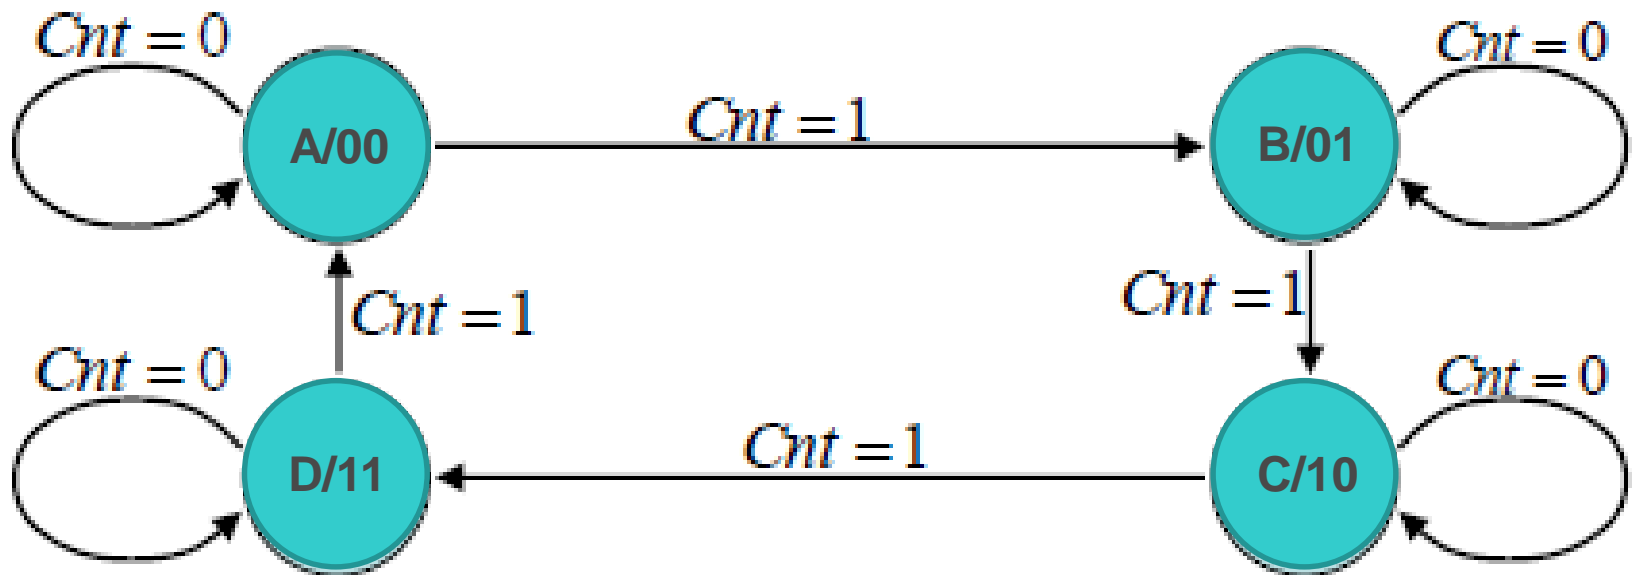 Cnt = 0
Cnt = 0
A/00
Cnt = 1
B/01
Cnt = 1
Cnt = 1
Cnt = 0
Cnt = 0
D/11
Cnt = 1
C/10